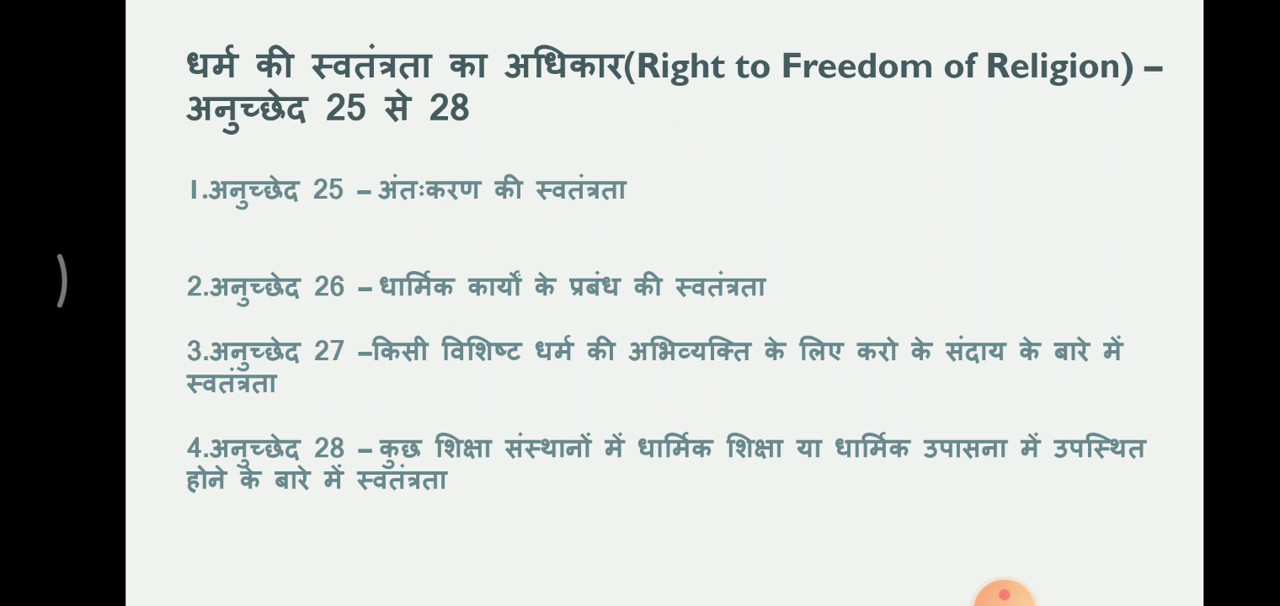 धर्म की स्वतंत्रता का अधिकार(Right to Freedom of Religion) –
अनुच्छेद 25 से 28
1.अनुच्छेद 25 – अंतःकरण की स्वतंत्रता
2.अनुच्छेद 26 – धार्मिक कार्यों के प्रबंध की स्वतंत्रता
3.अनुच्छेद 27 –किसी विशिष्ट धर्म की अभिव्यक्ति के लिए करो के संदाय के बारे में
स्वतंत्रता
4.अनुच्छेद 28 – कुछ शिक्षा संस्थानों में धार्मिक शिक्षा या धार्मिक उपासना में उपस्थित
होने के बारे में स्वतंत्रता